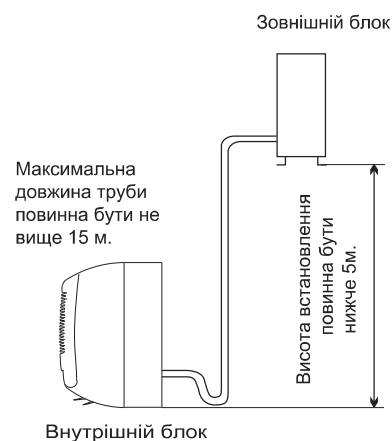 Зовнішній блок
Максимальна
довжина труби
повинна бути не
вище 15 м.
Висота встановлення
повинна бути
нижче 5м.
Внутрішній блок